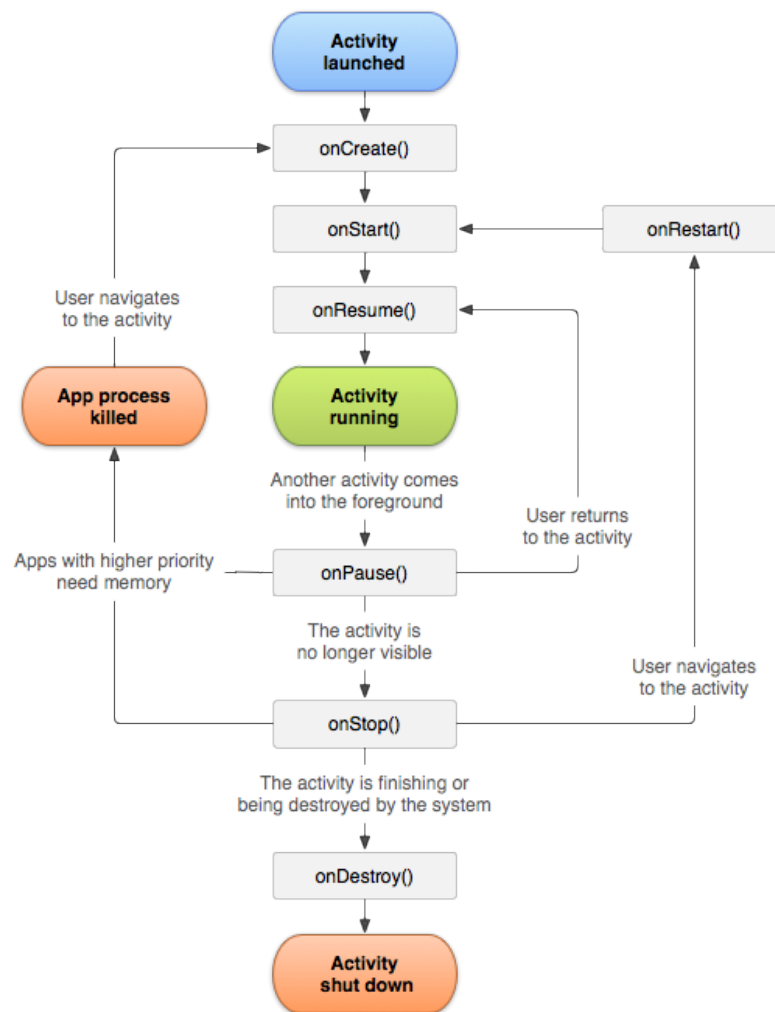 Activity
launched
onCreate()
onStart()
onRestart()
User navigates
to the activity
onResume()
App process
killed
Activity
running
Another activity comes
into the foreground
User returns
to the activity
Apps with higher priority
need memory
onPause()
The activity is
no longer visible
User navigates
to the activity
onStop()
The activity is finishing or
being destroyed by the system
onDestroy()
Activity
shut down